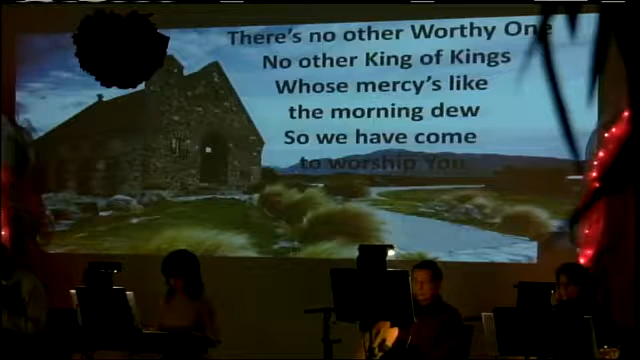 There's no other Worthy One
No other King of Kings
Whose mercy's like
the morning dew
So we have come
to worship You